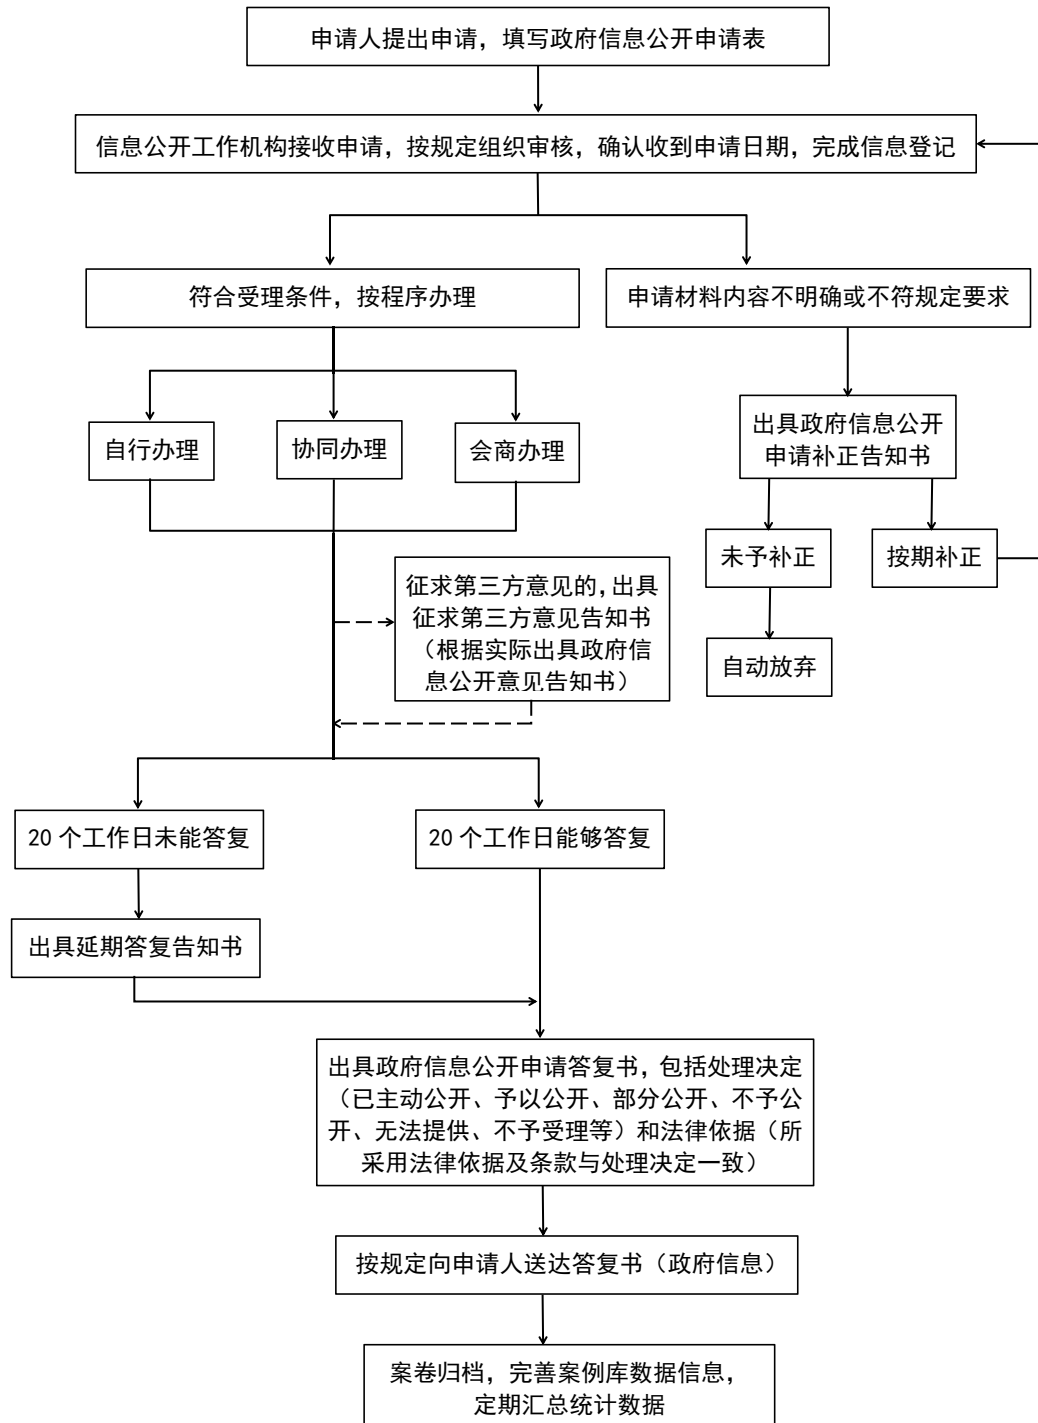 申请人提出申请，填写政府信息公开申请表
信息公开工作机构接收申请，按规定组织审核，确认收到申请日期，完成信息登记
符合受理条件，按程序办理
申请材料内容不明确或不符规定要求
自行办理
协同办理
会商办理
出具政府信息公开
申请补正告知书
未予补正
按期补正
自动放弃
征求第三方意见的，出具
征求第三方意见告知书
（根据实际出具政府信
息公开意见告知书）
20 个工作日未能答复
20 个工作日能够答复
出具延期答复告知书
出具政府信息公开申请答复书，包括处理决定
（已主动公开、予以公开、部分公开、不予公
开、无法提供、不予受理等）和法律依据（所
采用法律依据及条款与处理决定一致）
按规定向申请人送达答复书（政府信息）
案卷归档，完善案例库数据信息，
定期汇总统计数据